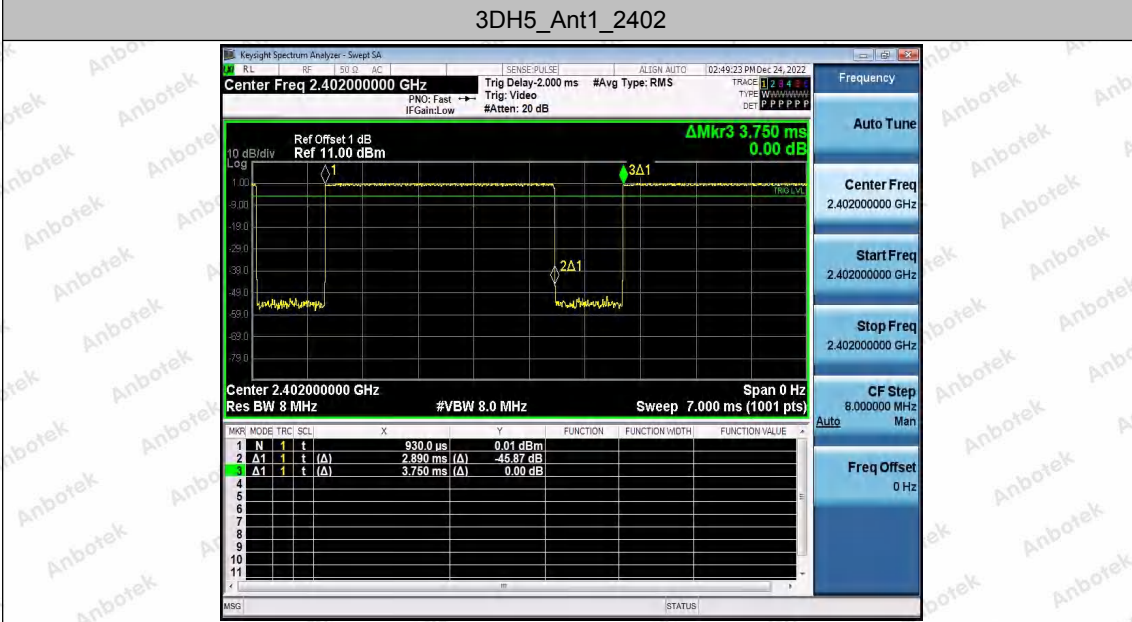 3DH5_Ant1_2402
Keysight Spectrum Analyzer - Swept SA
RL RF 50 Ω AC SENSE:PULSE ALIGN AUTO 02:49:23 PM Dec 24, 2022
Center Freq 2.402000000 GHz
PNO: Fast
IFGain:Low
Trig Delay-2.000 ms
Trig: Video
#Atten: 20 dB
#Avg Type: RMS
TRACE 1 2 3 4 5 6
TYPE WWWWWW
DET P P P P P P
Frequency
Auto Tune
Center Freq
2.402000000 GHz
Start Freq
2.402000000 GHz
Stop Freq
2.402000000 GHz
CF Step
8.000000 MHz
Auto Man
Freq Offset
0 Hz
ΔMkr3 3.750 ms
0.00 dB
Ref Offset 1 dB
10 dB/div Ref 11.00 dBm
Log
1
3Δ1
1.00
TRIG LVL
-9.00
-19.0
-29.0
2Δ1
-39.0
-49.0
-59.0
-69.0
-79.0
Center 2.402000000 GHz Span 0 Hz
Res BW 8 MHz #VBW 8.0 MHz Sweep 7.000 ms (1001 pts)
MKR MODE TRC SCL X Y FUNCTION FUNCTION WIDTH FUNCTION VALUE
1 N 1 t 930.0 µs 0.01 dBm
2 Δ1 1 t (Δ) 2.890 ms (Δ) -45.87 dB
3 Δ1 1 t (Δ) 3.750 ms (Δ) 0.00 dB
4
5
6
7
8
9
10
11
MSG STATUS
Anbotek